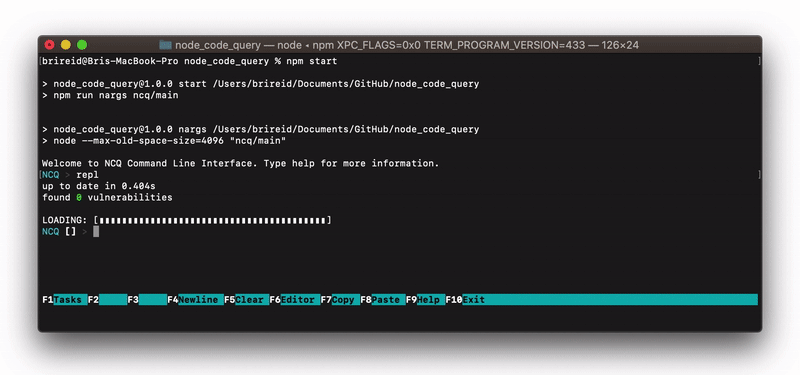 node_code_query — node ◂ npm XPC_FLAGS=0x0 TERM_PROGRAM_VERSION=433 — 126×24
[brireid@Bris-MacBook-Pro node_code_query % npm start ]
> node_code_query@1.0.0 start /Users/brireid/Documents/GitHub/node_code_query
> npm run nargs ncq/main
> node_code_query@1.0.0 nargs /Users/brireid/Documents/GitHub/node_code_query
> node --max-old-space-size=4096 "ncq/main"
Welcome to NCQ Command Line Interface. Type help for more information.
[NCQ > repl ]
up to date in 0.404s
found 0 vulnerabilities
LOADING: [▮▮▮▮▮▮▮▮▮▮▮▮▮▮▮▮▮▮▮▮▮▮▮▮▮▮▮▮▮▮▮▮▮▮▮▮▮▮▮▮]
NCQ [] >
F1Tasks F2 F3 F4Newline F5Clear F6Editor F7Copy F8Paste F9Help F10Exit